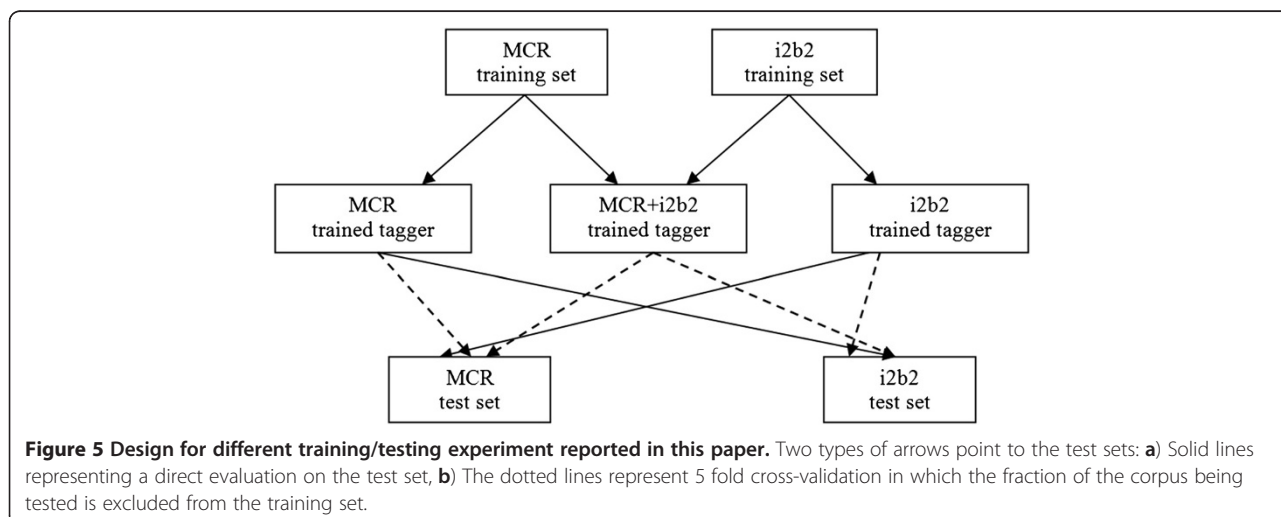 MCR
training set
i2b2
training set
MCR
trained tagger
MCR+i2b2
trained tagger
i2b2
trained tagger
MCR
test set
i2b2
test set
Figure 5 Design for different training/testing experiment reported in this paper. Two types of arrows point to the test sets: a) Solid lines
representing a direct evaluation on the test set, b) The dotted lines represent 5 fold cross-validation in which the fraction of the corpus being
tested is excluded from the training set.